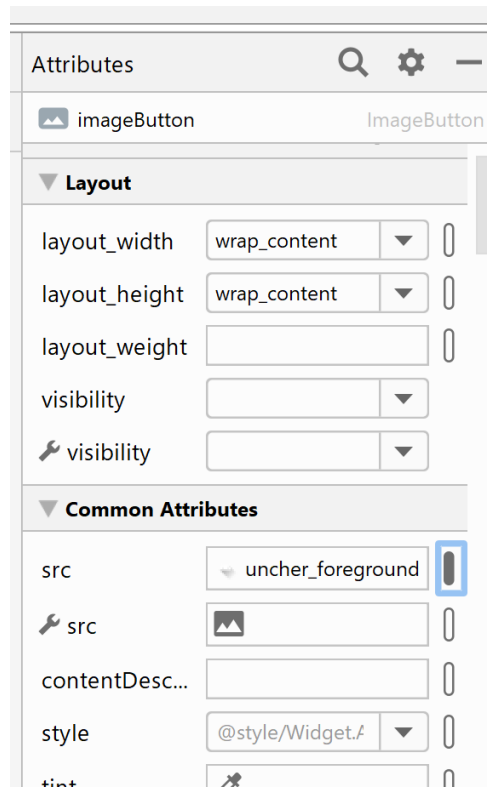 Attributes
imageButton ImageButton
Layout
layout_width wrap_content
layout_height wrap_content
layout_weight
visibility
visibility
Common Attributes
src uncher_foreground
src
contentDesc...
style @style/Widget.A
tint